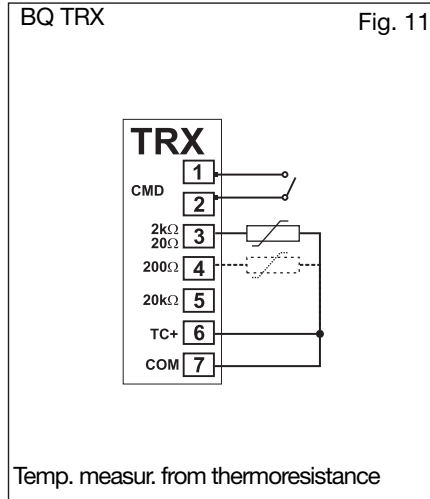 BQ TRX
Fig. 11
TRX
1
CMD
2
2kΩ
20Ω
3
200Ω 4
20kΩ 5
TC+ 6
COM 7
Temp. measur. from thermoresistance